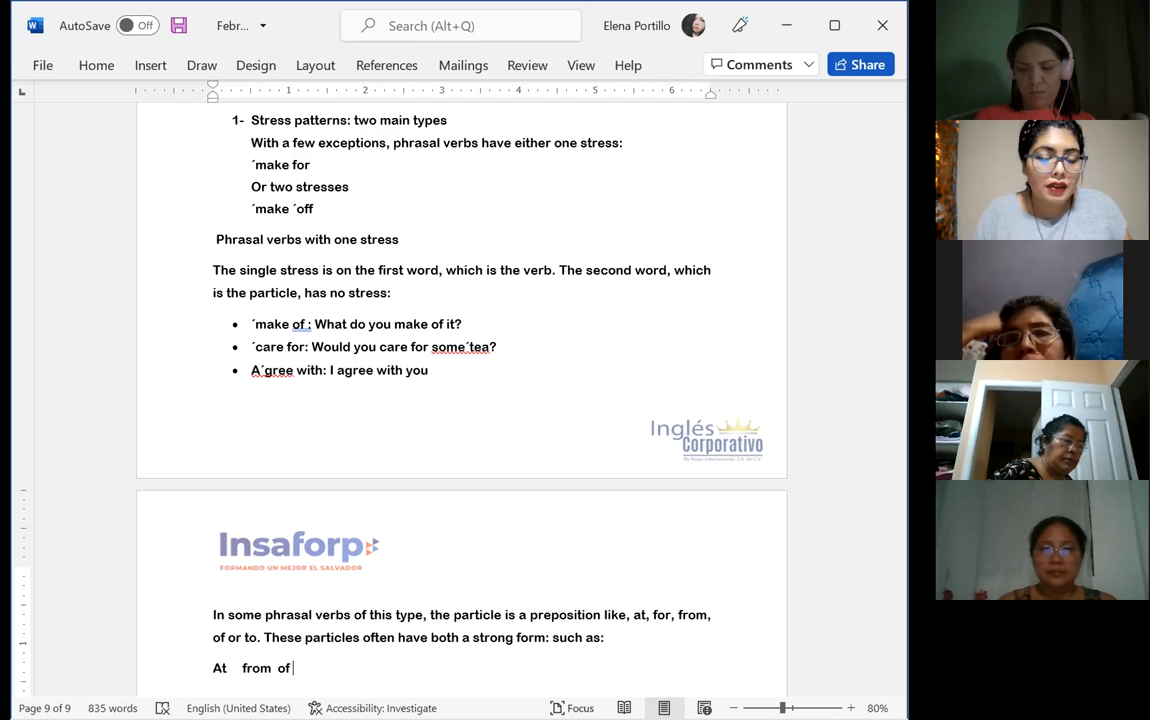 AutoSave Off Febr... Search (Alt+Q) Elena Portillo
File Home Insert Draw Design Layout References Mailings Review View Help Comments Share
1 2 3 4 5 6
1- Stress patterns: two main types
With a few exceptions, phrasal verbs have either one stress:
´make for
Or two stresses
´make ´off
Phrasal verbs with one stress
The single stress is on the first word, which is the verb. The second word, which
is the particle, has no stress:
• ´make of : What do you make of it?
• ´care for: Would you care for some´tea?
• A´gree with: I agree with you
Inglés
Corporativo
Insaforp
FORMANDO UN MEJOR EL SALVADOR
In some phrasal verbs of this type, the particle is a preposition like, at, for, from,
of or to. These particles often have both a strong form: such as:
At from of
Page 9 of 9 835 words English (United States) Accessibility: Investigate Focus 80%